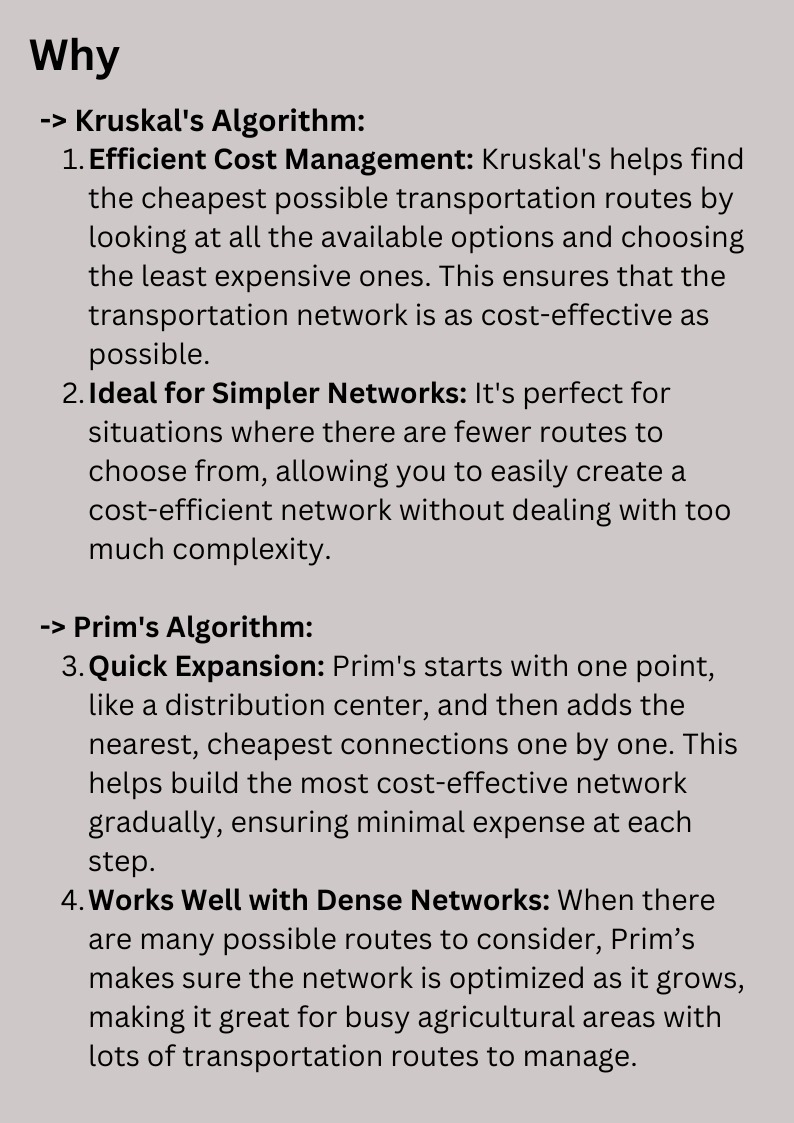 Why
-> Kruskal's Algorithm:
1. Efficient Cost Management: Kruskal's helps find
the cheapest possible transportation routes by
looking at all the available options and choosing
the least expensive ones. This ensures that the
transportation network is as cost-effective as
possible.
2. Ideal for Simpler Networks: It's perfect for
situations where there are fewer routes to
choose from, allowing you to easily create a
cost-efficient network without dealing with too
much complexity.
-> Prim's Algorithm:
3. Quick Expansion: Prim's starts with one point,
like a distribution center, and then adds the
nearest, cheapest connections one by one. This
helps build the most cost-effective network
gradually, ensuring minimal expense at each
step.
4. Works Well with Dense Networks: When there
are many possible routes to consider, Prim’s
makes sure the network is optimized as it grows,
making it great for busy agricultural areas with
lots of transportation routes to manage.